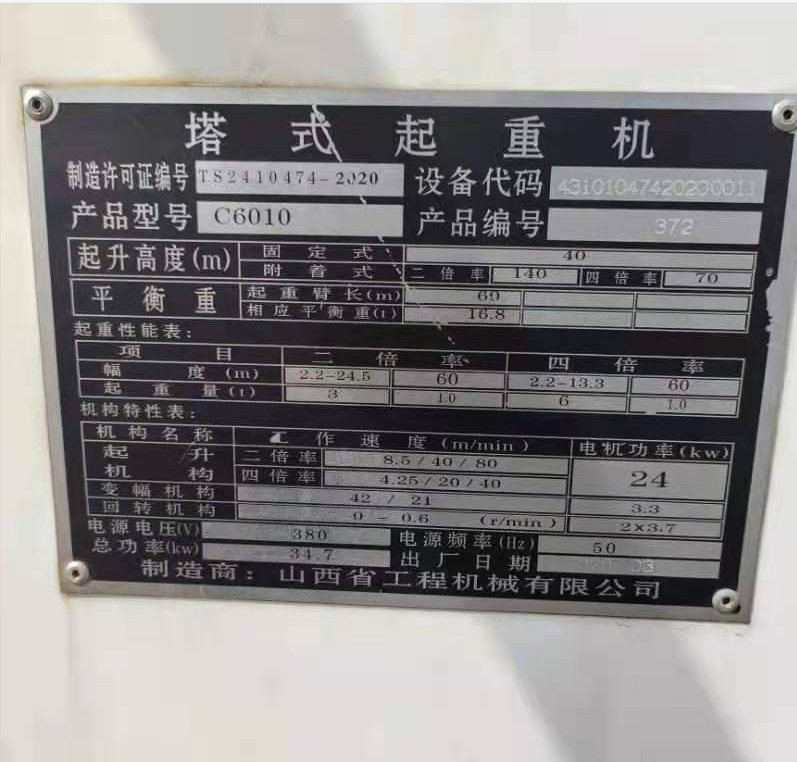 塔式起重机
制造许可证编号 TS2410474-2020 设备代码 43101047420200011
产品型号 C6010 产品编号 372
起升高度(m) 固定式 40
附着式 二倍率 140 四倍率 70
平衡重 起重臂长(m) 60
相应平衡重(t) 16.8
起重性能表:
项目 二倍率 四倍率
幅度(m) 2.2-24.5 60 2.2-13.3 60
起重量(t) 3 1.0 6 1.0
机构特性表:
机构名称 工作速度(m/min) 电机功率(kw)
起升机构 二倍率 8.5/40/80 24
四倍率 4.25/20/40
变幅机构 42/21 3.3
回转机构 0-0.6 (r/min) 2×3.7
电源电压(V) 380 电源频率(Hz) 50
总功率(kw) 34.7 出厂日期 2020.03
制造商:山西省工程机械有限公司